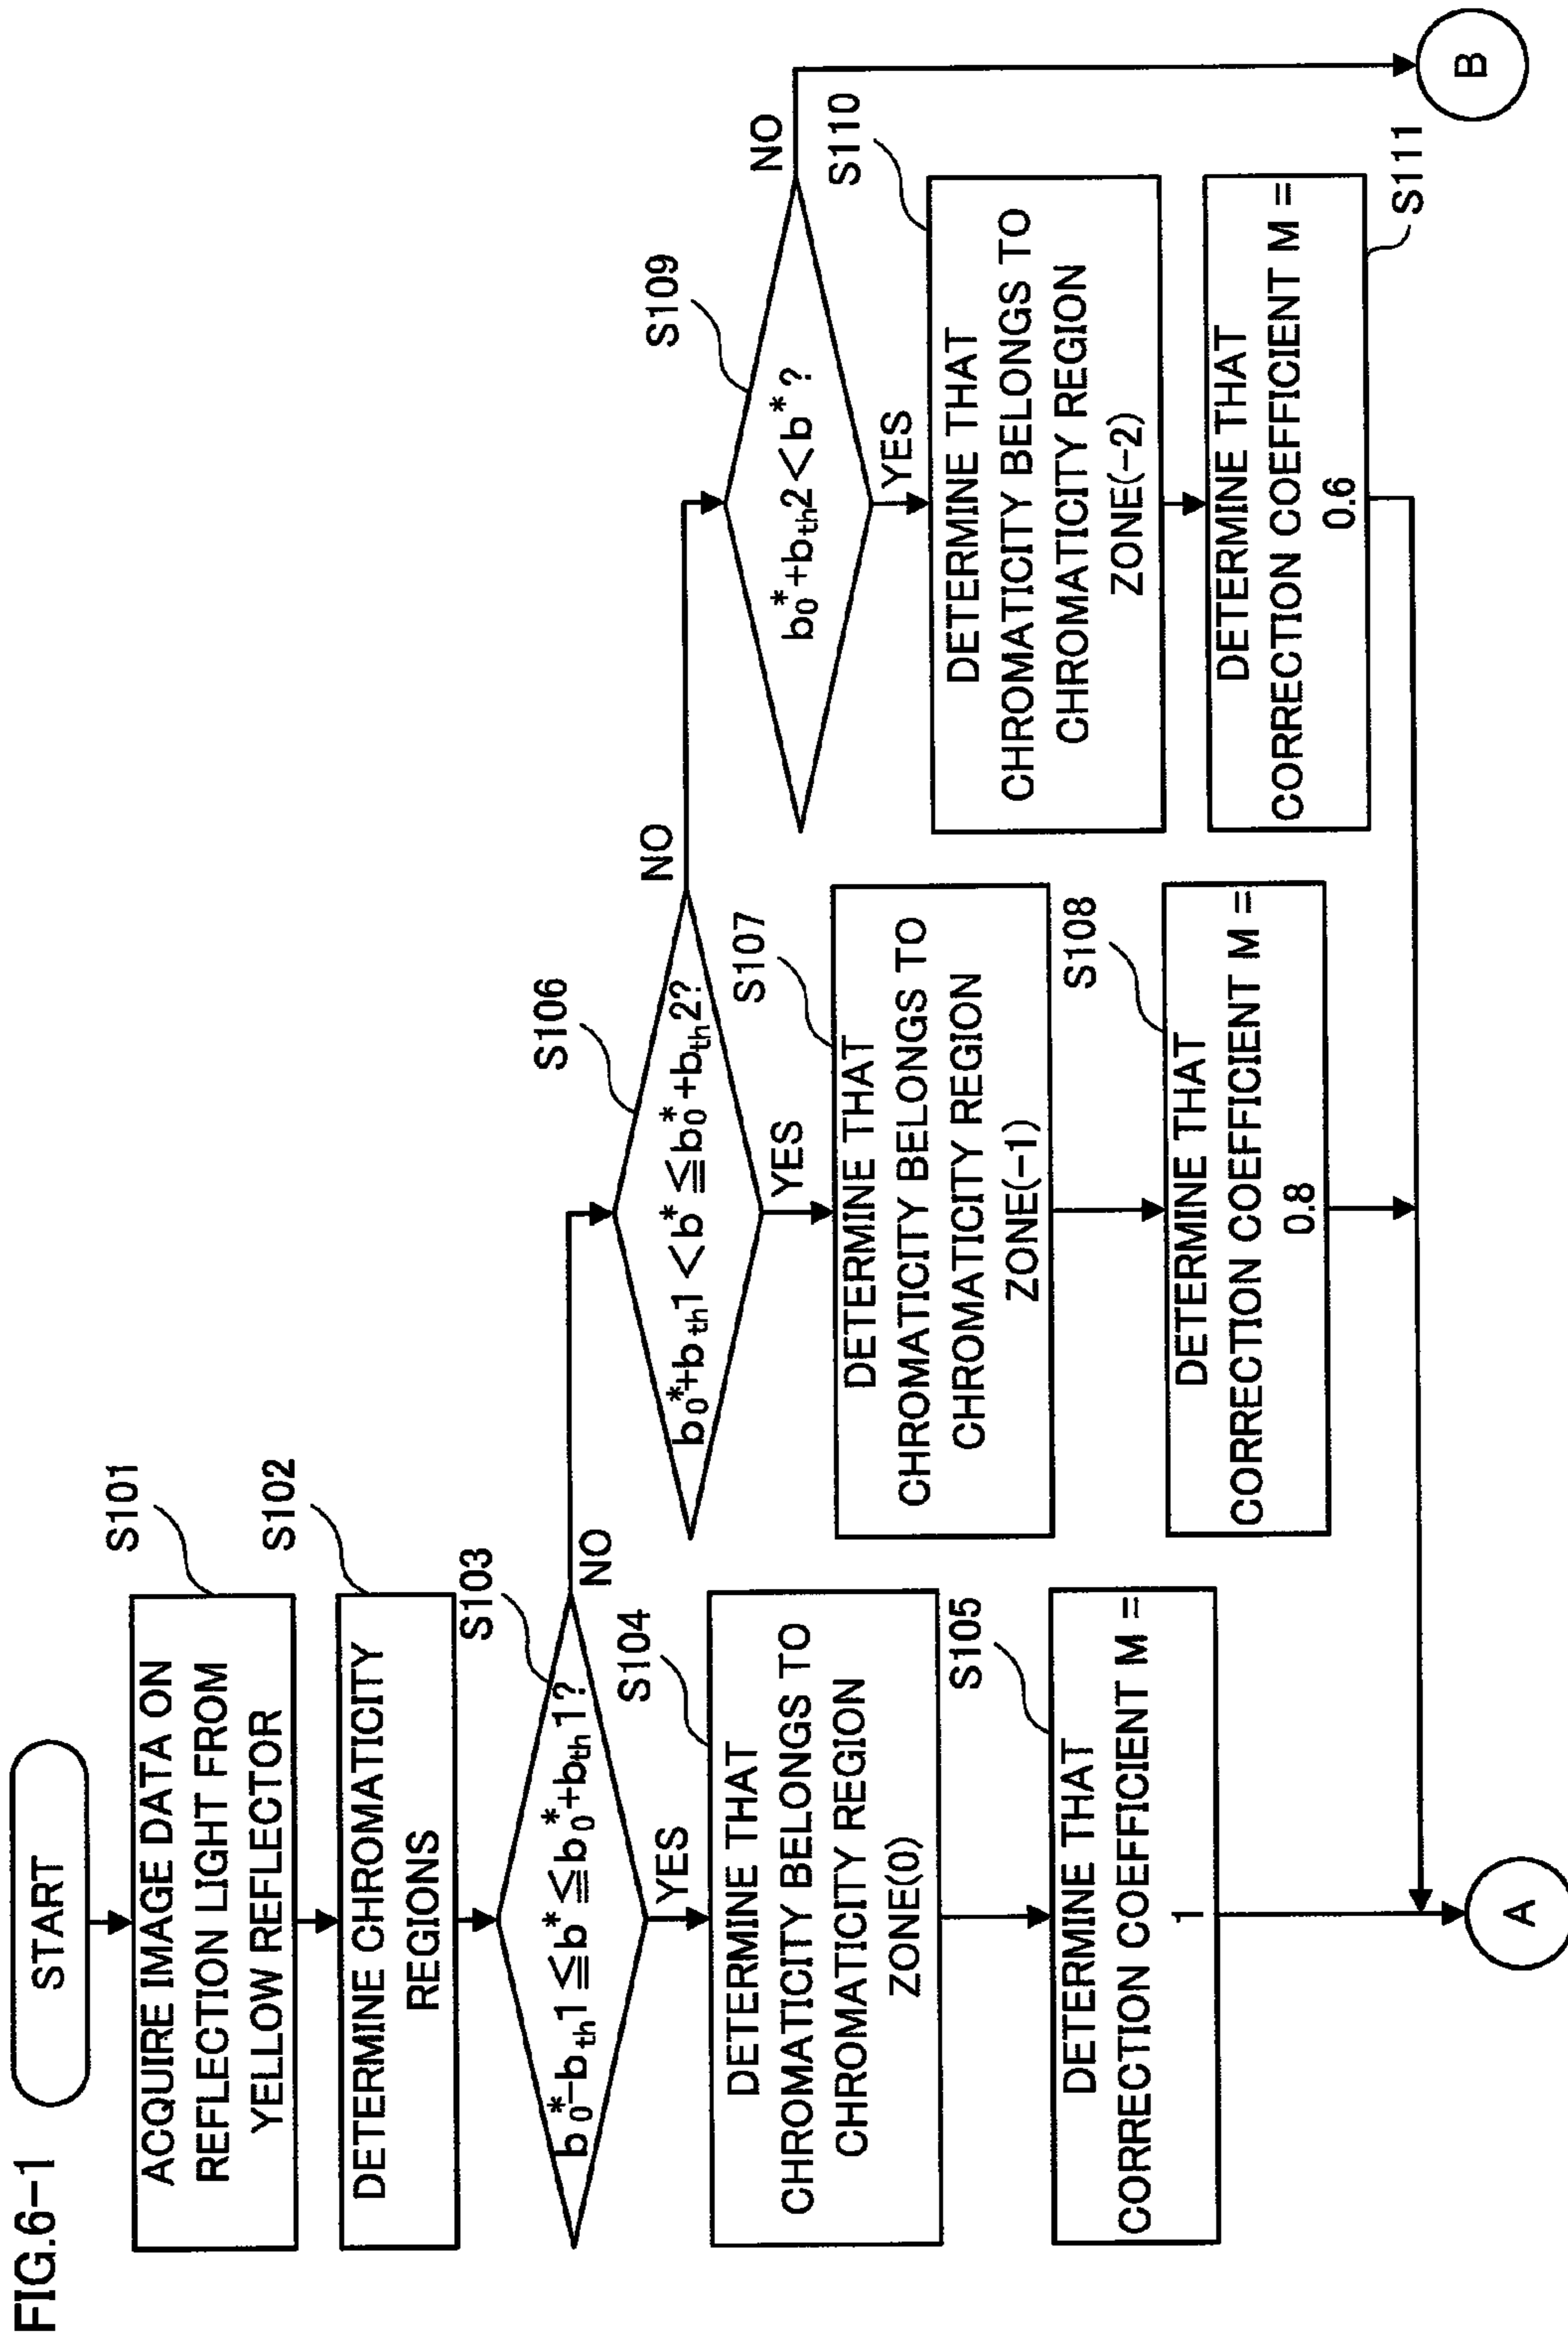 FIG.6-1
START
S101
ACQUIRE IMAGE DATA ON
REFLECTION LIGHT FROM
YELLOW REFLECTOR
S102
DETERMINE CHROMATICITY
REGIONS
S103
b₀*-bₜₕ1≦b*≦b₀*+bₜₕ1?
NO
YES
S104
DETERMINE THAT
CHROMATICITY BELONGS TO
CHROMATICITY REGION
ZONE(0)
S105
DETERMINE THAT
CORRECTION COEFFICIENT M =
1
S106
b₀*+bₜₕ1<b*≦b₀*+bₜₕ2?
NO
YES
S107
DETERMINE THAT
CHROMATICITY BELONGS TO
CHROMATICITY REGION
ZONE(-1)
S108
DETERMINE THAT
CORRECTION COEFFICIENT M =
0.8
S109
b₀*+bₜₕ2<b*?
NO
YES
S110
DETERMINE THAT
CHROMATICITY BELONGS TO
CHROMATICITY REGION
ZONE(-2)
S111
DETERMINE THAT
CORRECTION COEFFICIENT M =
0.6
A
B